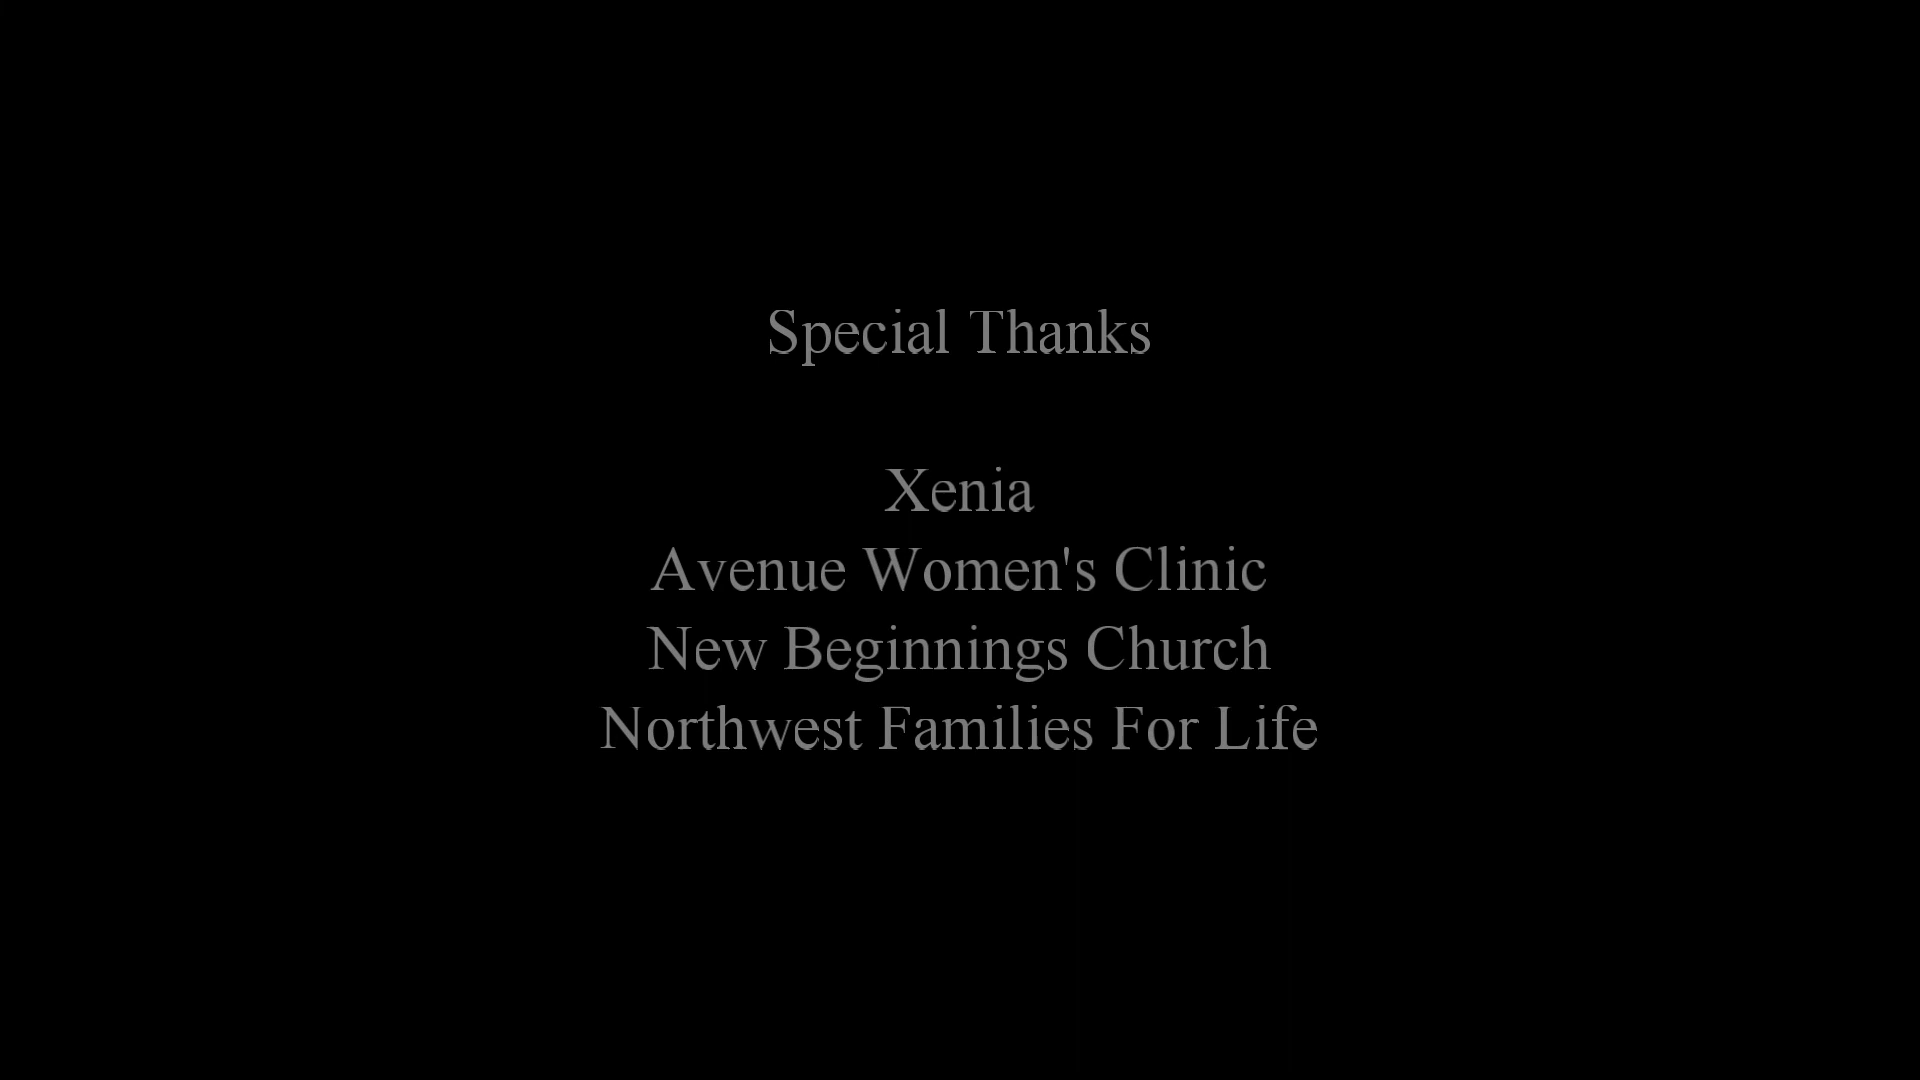 Special Thanks
Xenia
Avenue Women's Clinic
New Beginnings Church
Northwest Families For Life